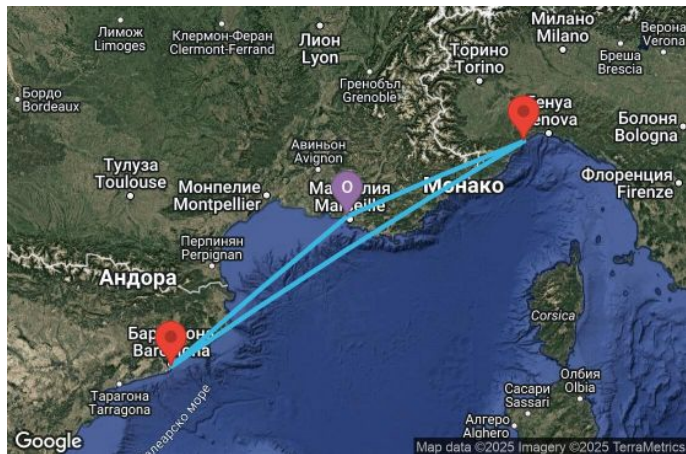 Милано
Milano
Верона
Verona
Лимож
Limoges
Клермон-Феран
Clermont-Ferrand
Лион
Lyon
Торино
Torino
Бреша
Brescia
Гренобъл
Grenoble
Бордо
Bordeaux
Генуа
Genova
Болоня
Bologna
Авиньон
Avignon
Тулуза
Toulouse
Монпелие
Montpellier
O
Marseille
Монако
Флоренция
Firenze
Перпинян
Perpignan
Андора
Corsica
Barcelona
Тарагона
Tarragona
Олбия
Olbia
Сасари
Sassari
Алгеро
Alghero
море
Google
Map data ©2025 Imagery ©2025 TerraMetrics